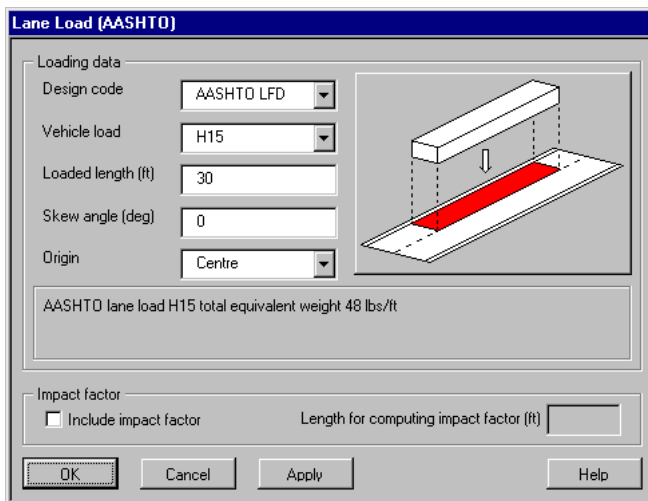 Lane Load (AASHTO)
Loading data
Design code
AASHTO LFD
Vehicle load
H15
Loaded length (ft)
30
Skew angle (deg)
0
Origin
Centre
AASHTO lane load H15 total equivalent weight 48 lbs/ft
Impact factor
Include impact factor
Length for computing impact factor (ft)
OK
Cancel
Apply
Help